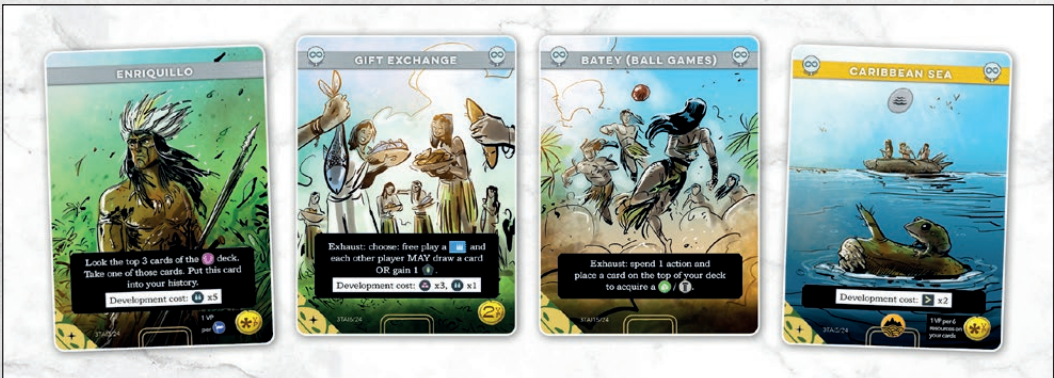 ENRIQUILLO
Look the top 3 cards of the deck.
Take one of those cards. Put this card
into your history.
Development cost: x5
1 VP
per
3TAI3/24
GIFT EXCHANGE
Exhaust: choose: free play a and
each other player MAY draw a card
OR gain 1 .
Development cost: x3, x1
2
BATEY (BALL GAMES)
Exhaust: spend 1 action and
place a card on the top of your deck
to acquire a / .
CARIBBEAN SEA
Development cost: x2
1 VP per 6
resources on
your cards